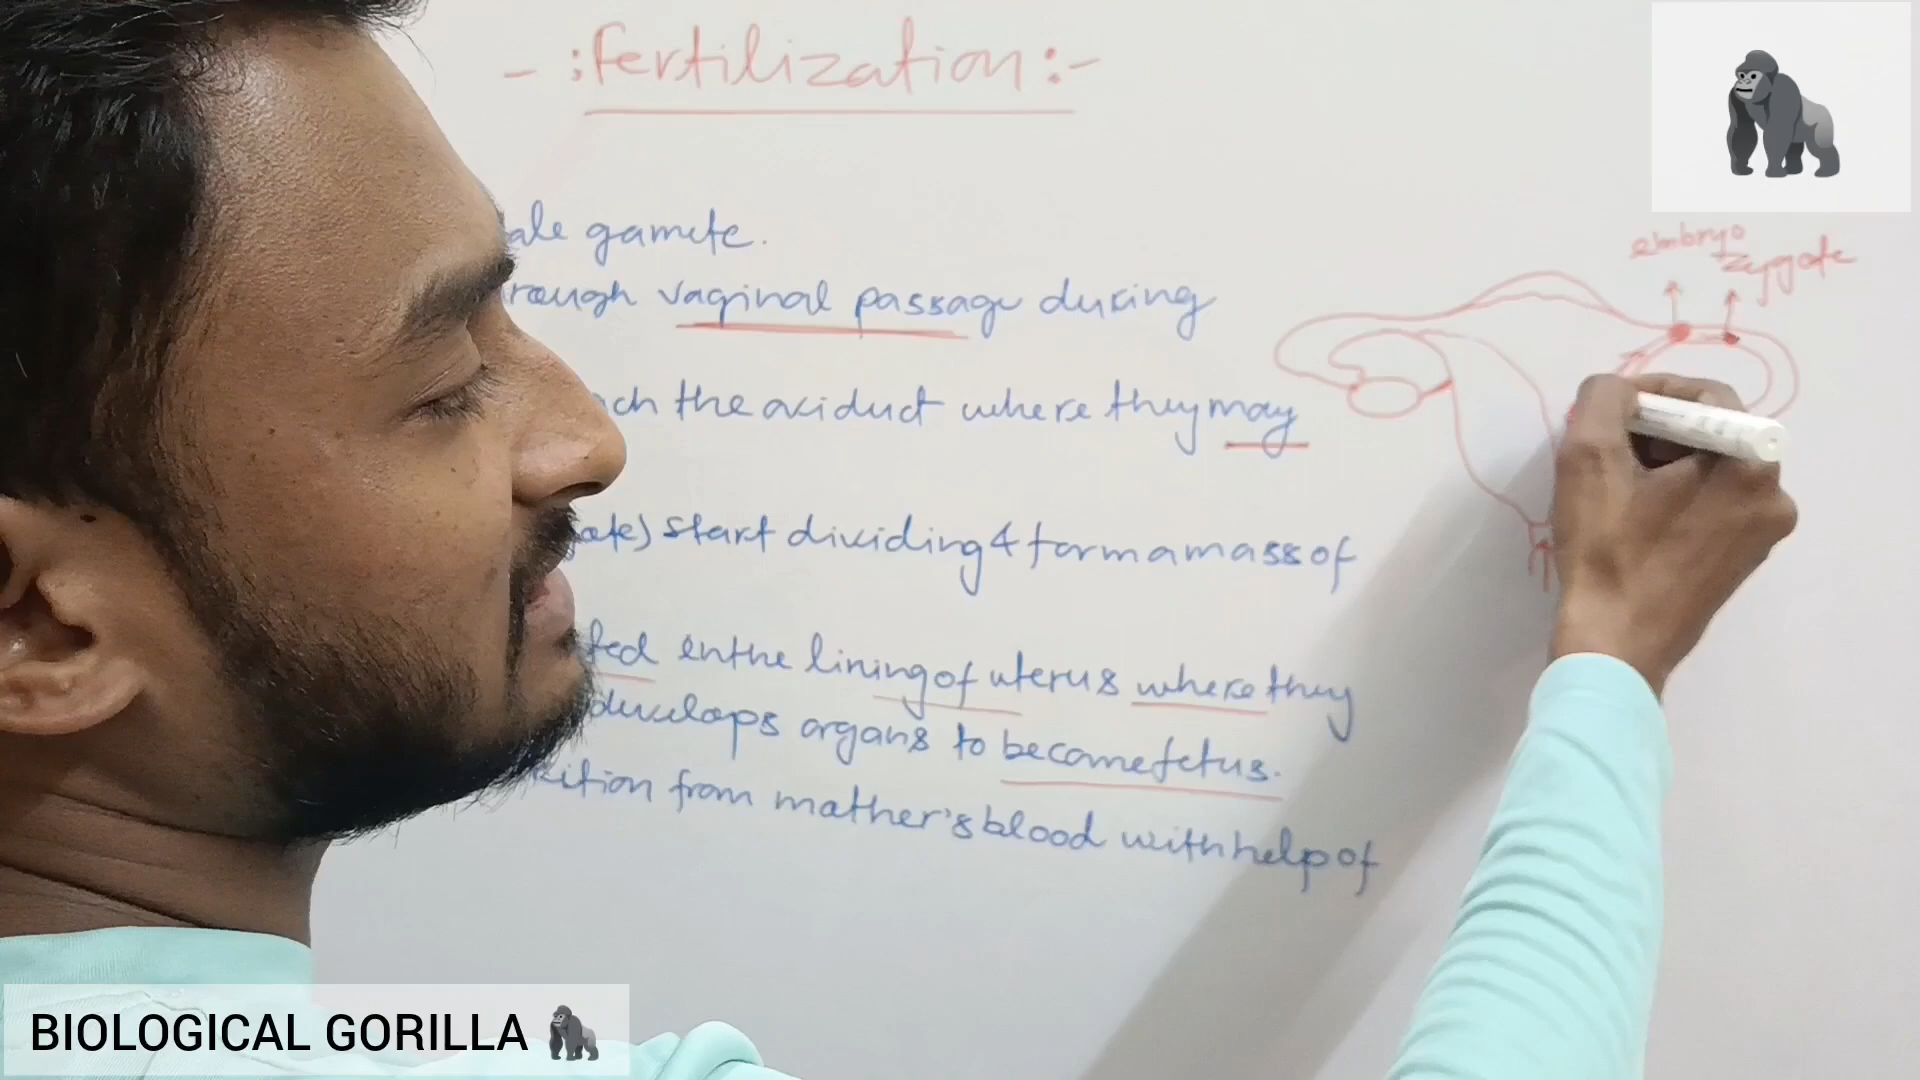 - :fertilization:-
ale gamete.
rough vaginal passage during
ch the oviduct where they may
ate) start dividing & form a mass of
ted in the lining of uterus where they
develops organs to become fetus.
rition from mother's blood with help of
embryo
zygote
BIOLOGICAL GORILLA